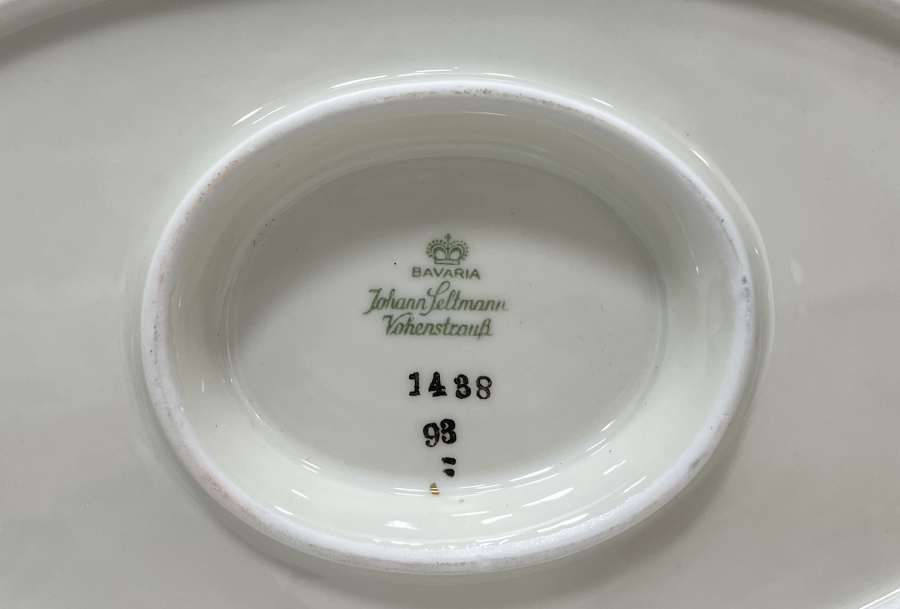 BAVARIA
Johann Seltmann
Vohenstrauß
1438
93